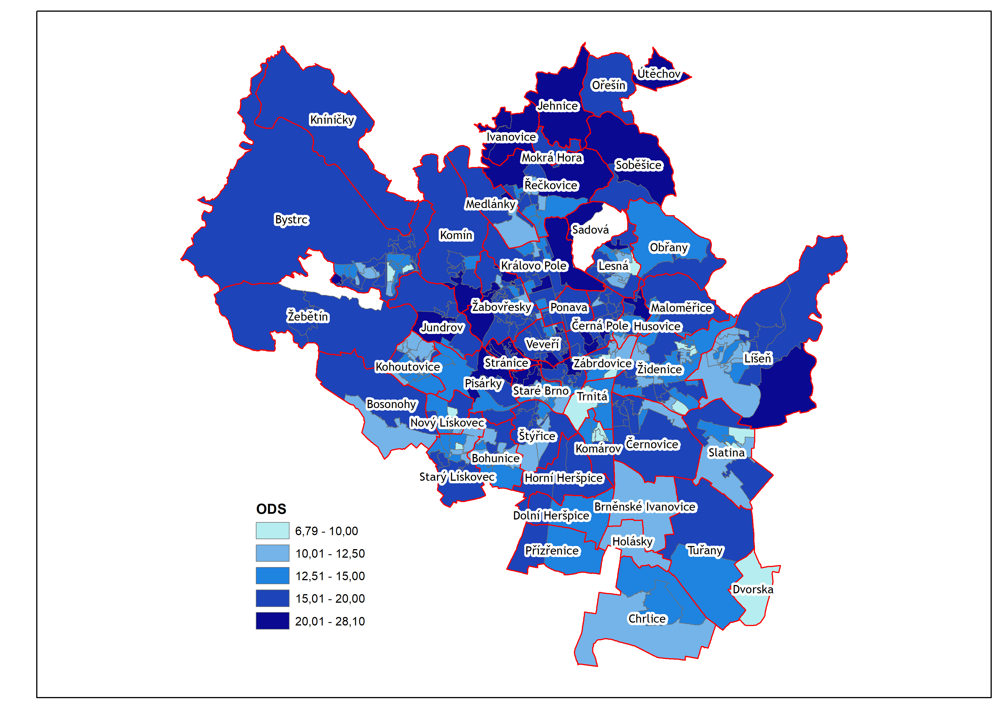 Útěchov
Ořešín
Jehnice
Kníničky
Ivanovice
Mokrá Hora
Soběšice
Řečkovice
Medlánky
Bystrc
Sadová
Komín
Obřany
Královo Pole
Lesná
Žabovřesky
Ponava
Maloměřice
Žebětín
Jundrov
Černá Pole
Husovice
Veveří
Líšeň
Stránice
Zábrdovice
Kohoutovice
Židenice
Pisárky
Staré Brno
Trnitá
Bosonohy
Nový Lískovec
Štýřice
Komárov
Černovice
Slatina
Bohunice
Starý Lískovec
Horní Heršpice
Brněnské Ivanovice
Dolní Heršpice
Holásky
Přízřenice
Tuřany
Dvorska
Chrlice
ODS
6,79 - 10,00
10,01 - 12,50
12,51 - 15,00
15,01 - 20,00
20,01 - 28,10